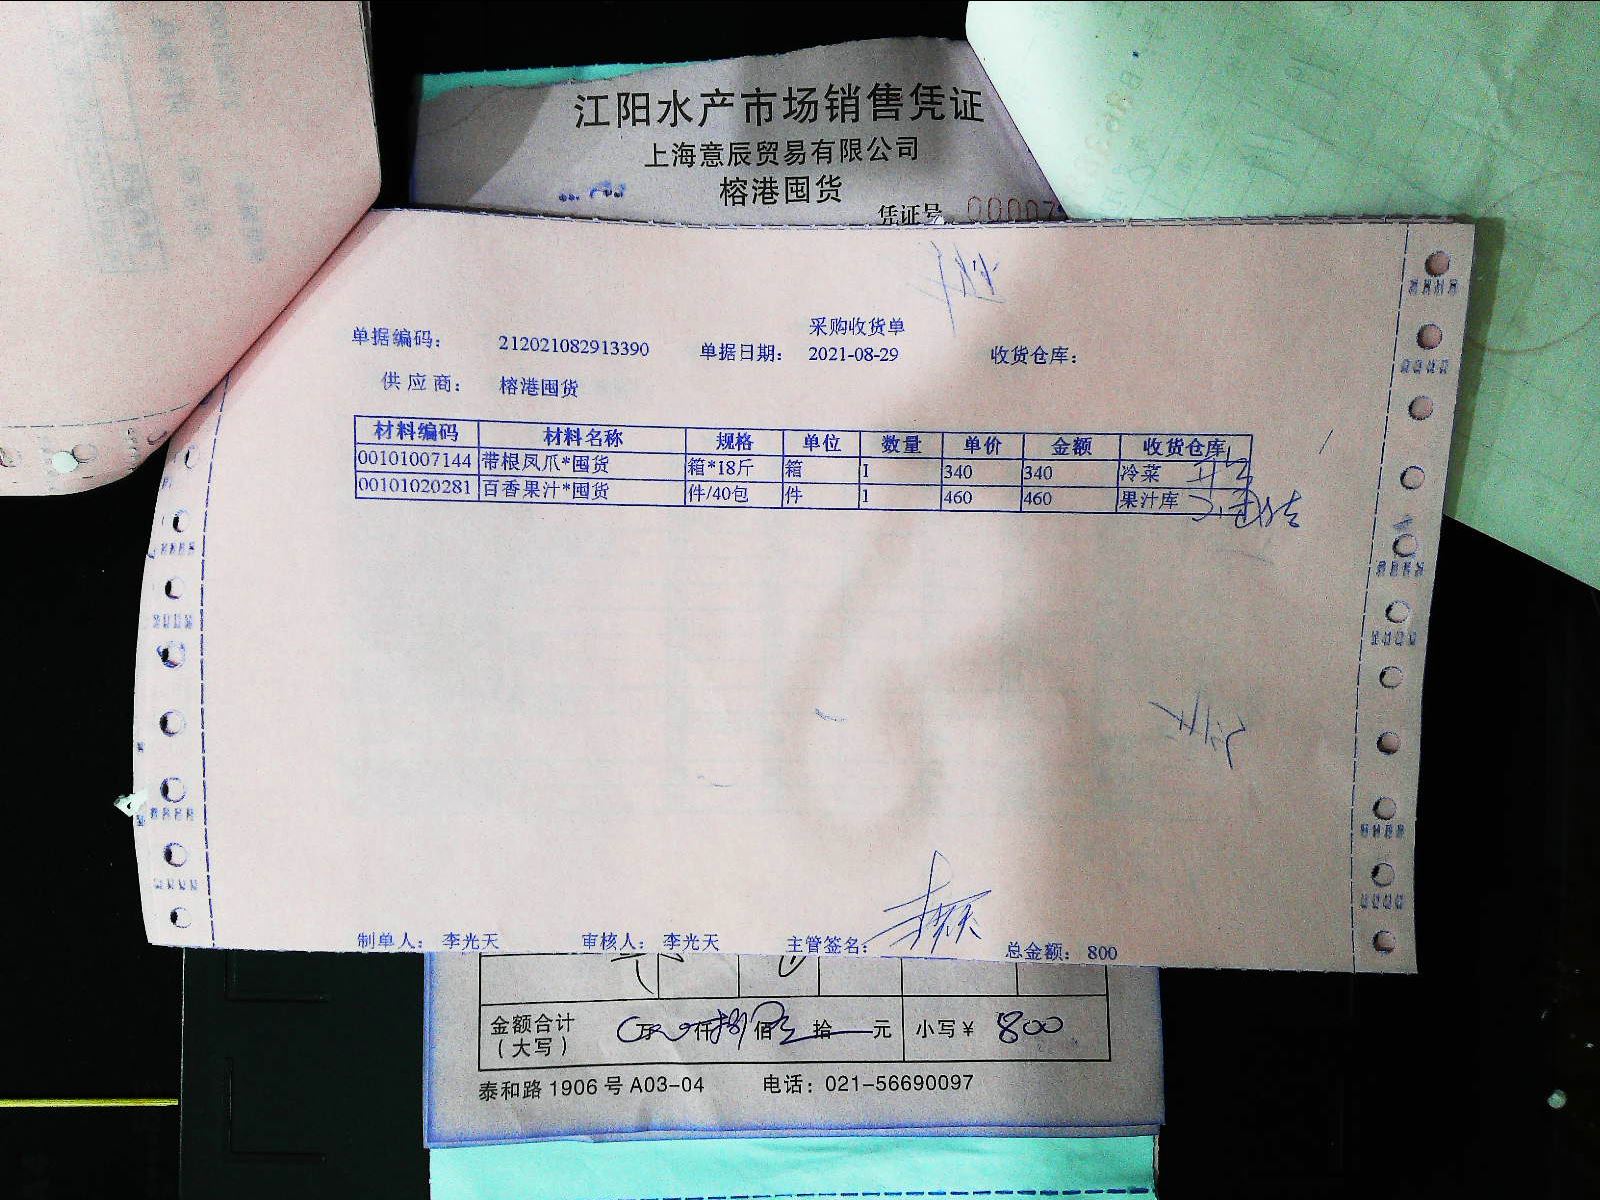 江阳水产市场销售凭证
上海意辰贸易有限公司
榕港囤货
凭证号 00007
采购收货单
单据编码： 212021082913390 单据日期： 2021-08-29 收货仓库：
供应商： 榕港囤货
材料编码 材料名称 规格 单位 数量 单价 金额 收货仓库
00101007144 带根凤爪*囤货 箱*18斤 箱 1 340 340 冷菜
00101020281 百香果汁*囤货 件/40包 件 1 460 460 果汁库
制单人： 李光天 审核人： 李光天 主管签名： 总金额： 800
金额合计 万 仟 捌 佰 拾 元 小写¥ 800
（大写）
泰和路1906号A03-04 电话：021-56690097